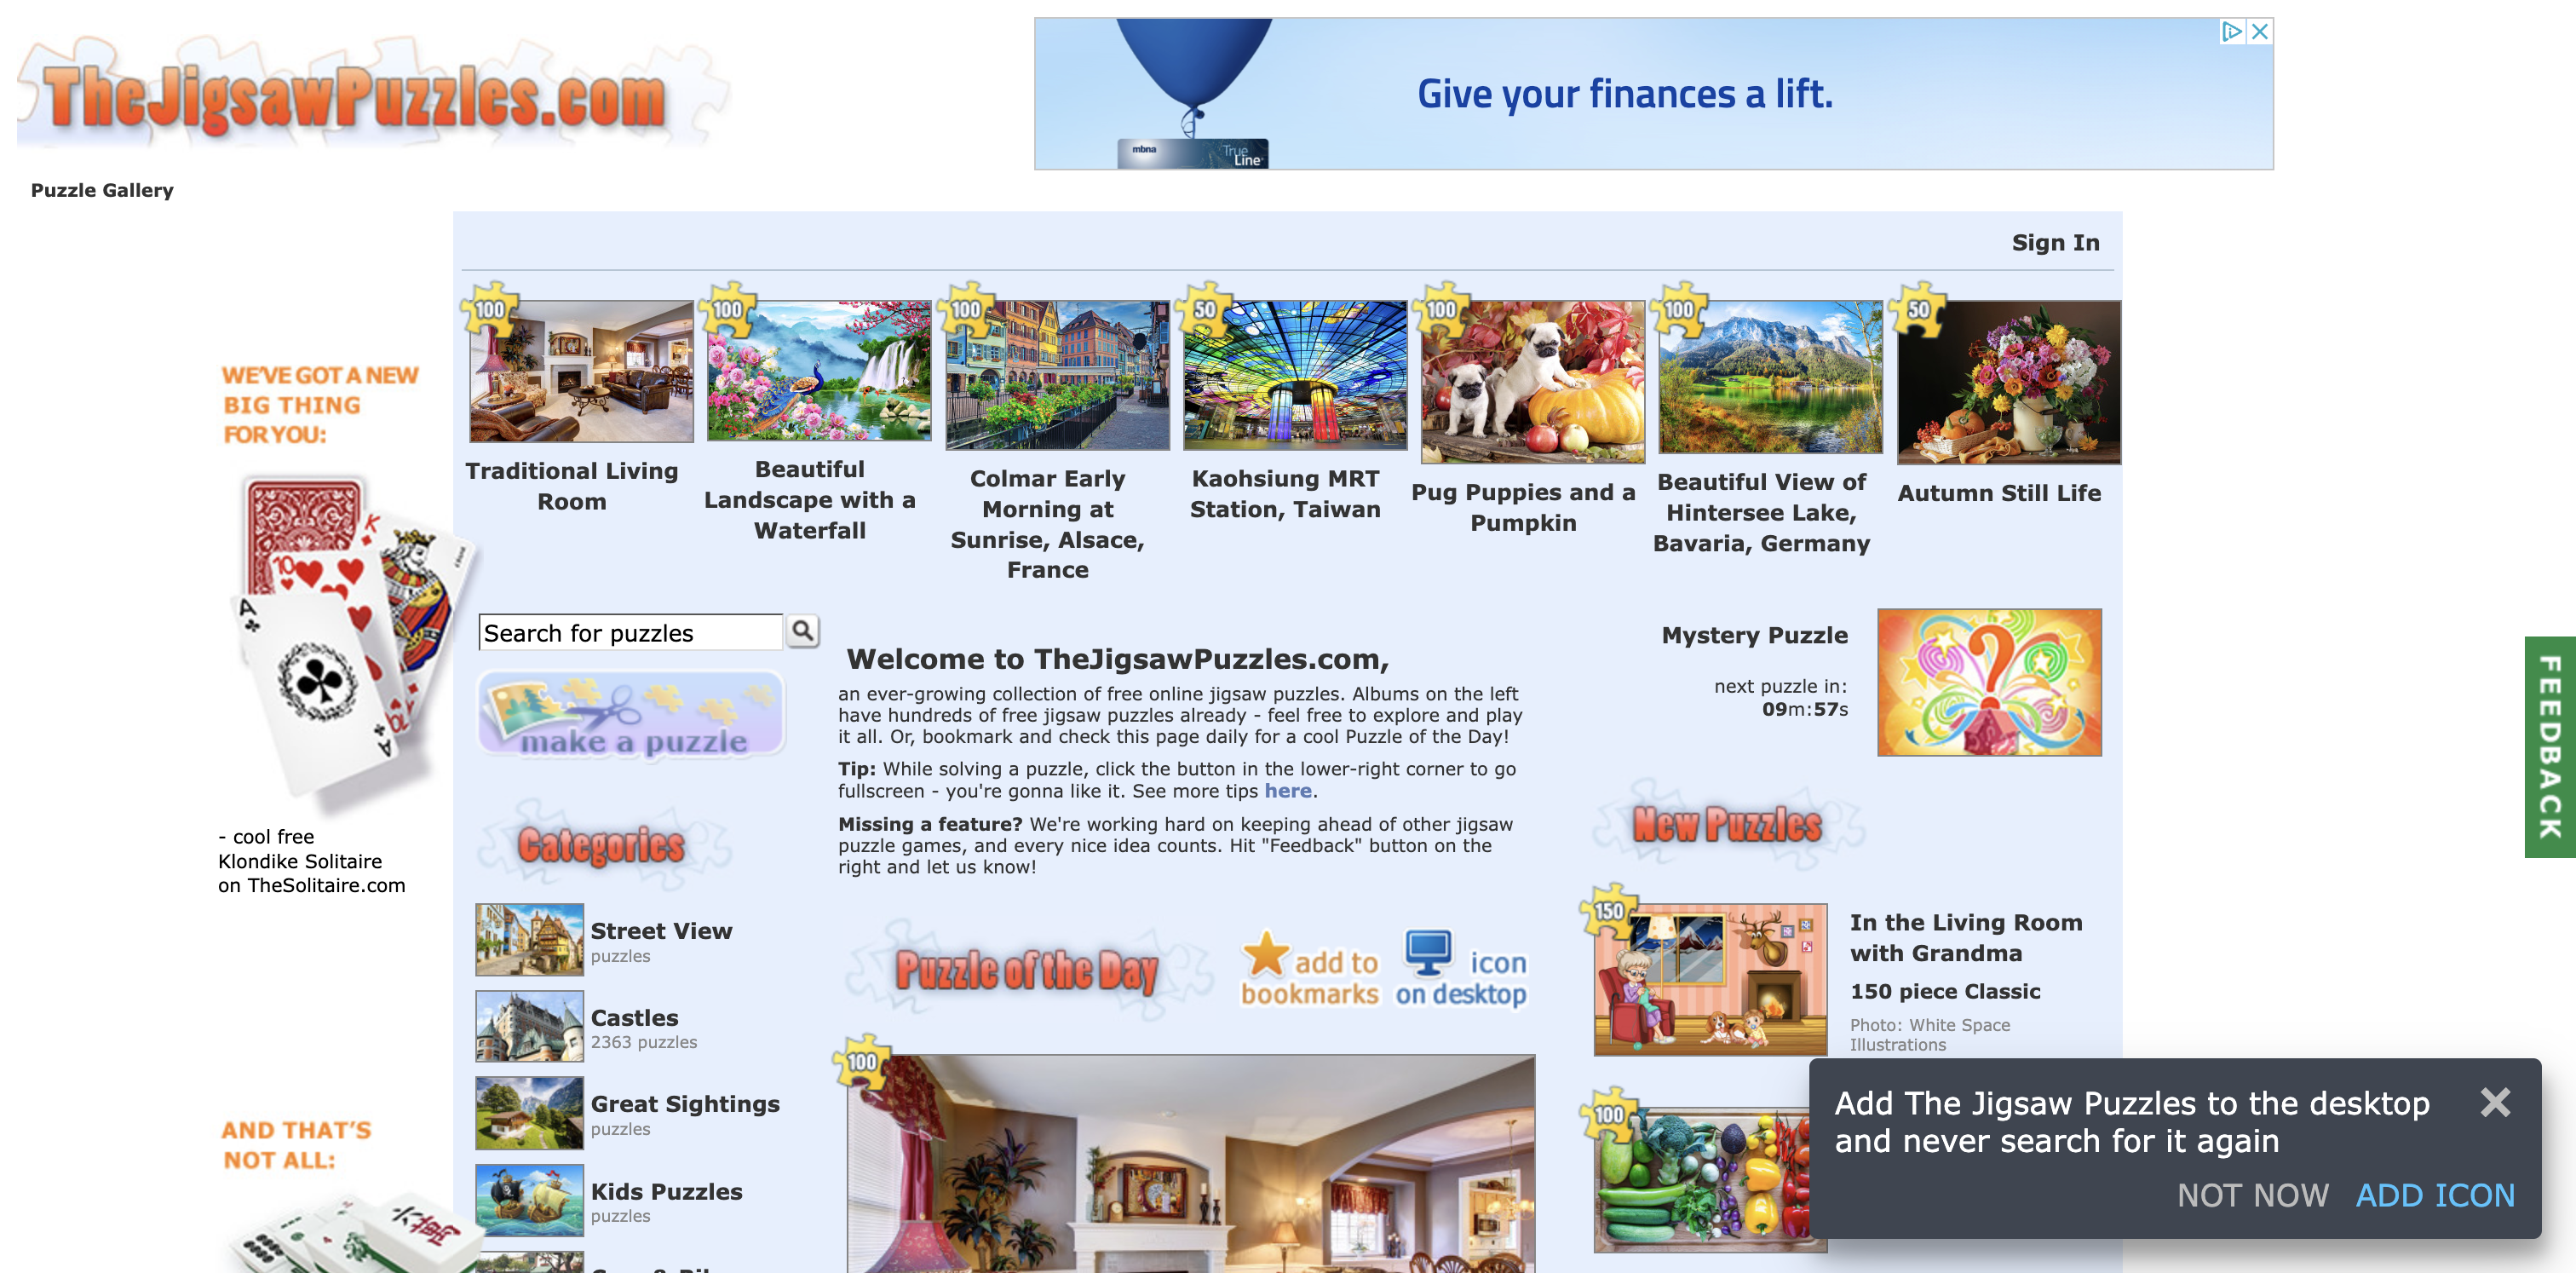 TheJigsawPuzzles.com
Give your finances a lift.
mbna
True
Line
Puzzle Gallery
Sign In
100
100
100
50
100
100
50
Traditional Living
Room
Beautiful
Landscape with a
Waterfall
Colmar Early
Morning at
Sunrise, Alsace,
France
Kaohsiung MRT
Station, Taiwan
Pug Puppies and a
Pumpkin
Beautiful View of
Hintersee Lake,
Bavaria, Germany
Autumn Still Life
WE'VE GOT A NEW
BIG THING
FOR YOU:
K
10
A
A
- cool free
Klondike Solitaire
on TheSolitaire.com
AND THAT'S
NOT ALL:
Search for puzzles
make a puzzle
Categories
Street View
puzzles
Castles
2363 puzzles
Great Sightings
puzzles
Kids Puzzles
puzzles
Welcome to TheJigsawPuzzles.com,
an ever-growing collection of free online jigsaw puzzles. Albums on the left
have hundreds of free jigsaw puzzles already - feel free to explore and play
it all. Or, bookmark and check this page daily for a cool Puzzle of the Day!
Tip: While solving a puzzle, click the button in the lower-right corner to go
fullscreen - you're gonna like it. See more tips here.
Missing a feature? We're working hard on keeping ahead of other jigsaw
puzzle games, and every nice idea counts. Hit "Feedback" button on the
right and let us know!
Puzzle of the Day
add to
bookmarks
icon
on desktop
100
Mystery Puzzle
next puzzle in:
09m:57s
New Puzzles
150
In the Living Room
with Grandma
150 piece Classic
Photo: White Space
Illustrations
100
FEEDBACK
Add The Jigsaw Puzzles to the desktop
and never search for it again
NOT NOW
ADD ICON